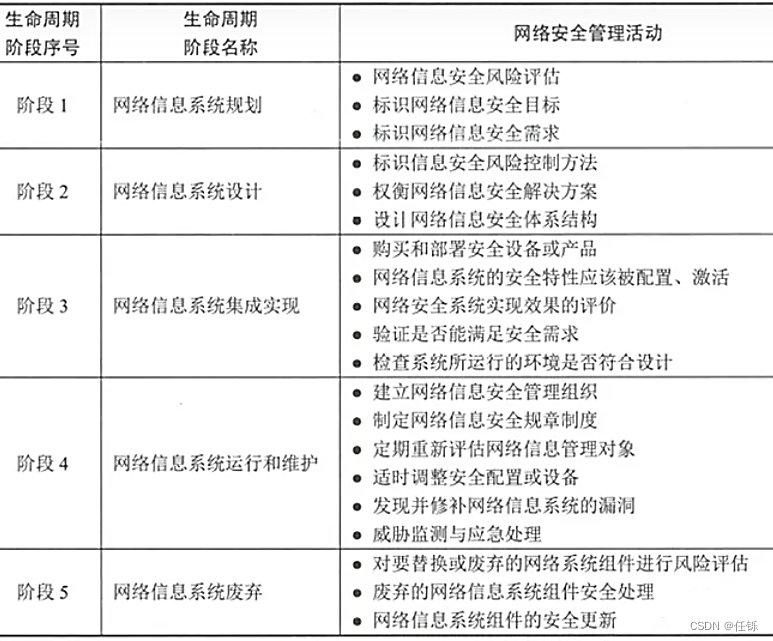 生命周期
阶段序号
生命周期
阶段名称
网络安全管理活动
阶段 1
网络信息系统规划
● 网络信息安全风险评估
● 标识网络信息安全目标
● 标识网络信息安全需求
阶段 2
网络信息系统设计
● 标识信息安全风险控制方法
● 权衡网络信息安全解决方案
● 设计网络信息安全体系结构
阶段 3
网络信息系统集成实现
● 购买和部署安全设备或产品
● 网络信息系统的安全特性应该被配置、激活
● 网络安全系统实现效果的评价
● 验证是否能满足安全需求
● 检查系统所运行的环境是否符合设计
阶段 4
网络信息系统运行和维护
● 建立网络信息安全管理组织
● 制定网络信息安全规章制度
● 定期重新评估网络信息管理对象
● 适时调整安全配置或设备
● 发现并修补网络信息系统的漏洞
● 威胁监测与应急处理
阶段 5
网络信息系统废弃
● 对要替换或废弃的网络系统组件进行风险评估
● 废弃的网络信息系统组件安全处理
● 网络信息系统组件的安全更新
CSDN @任铄